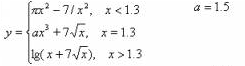 πx² − 7/x², x < 1.3
a = 1.5
y = { ax³ + 7√x, x = 1.3
lg(x + 7√x), x > 1.3